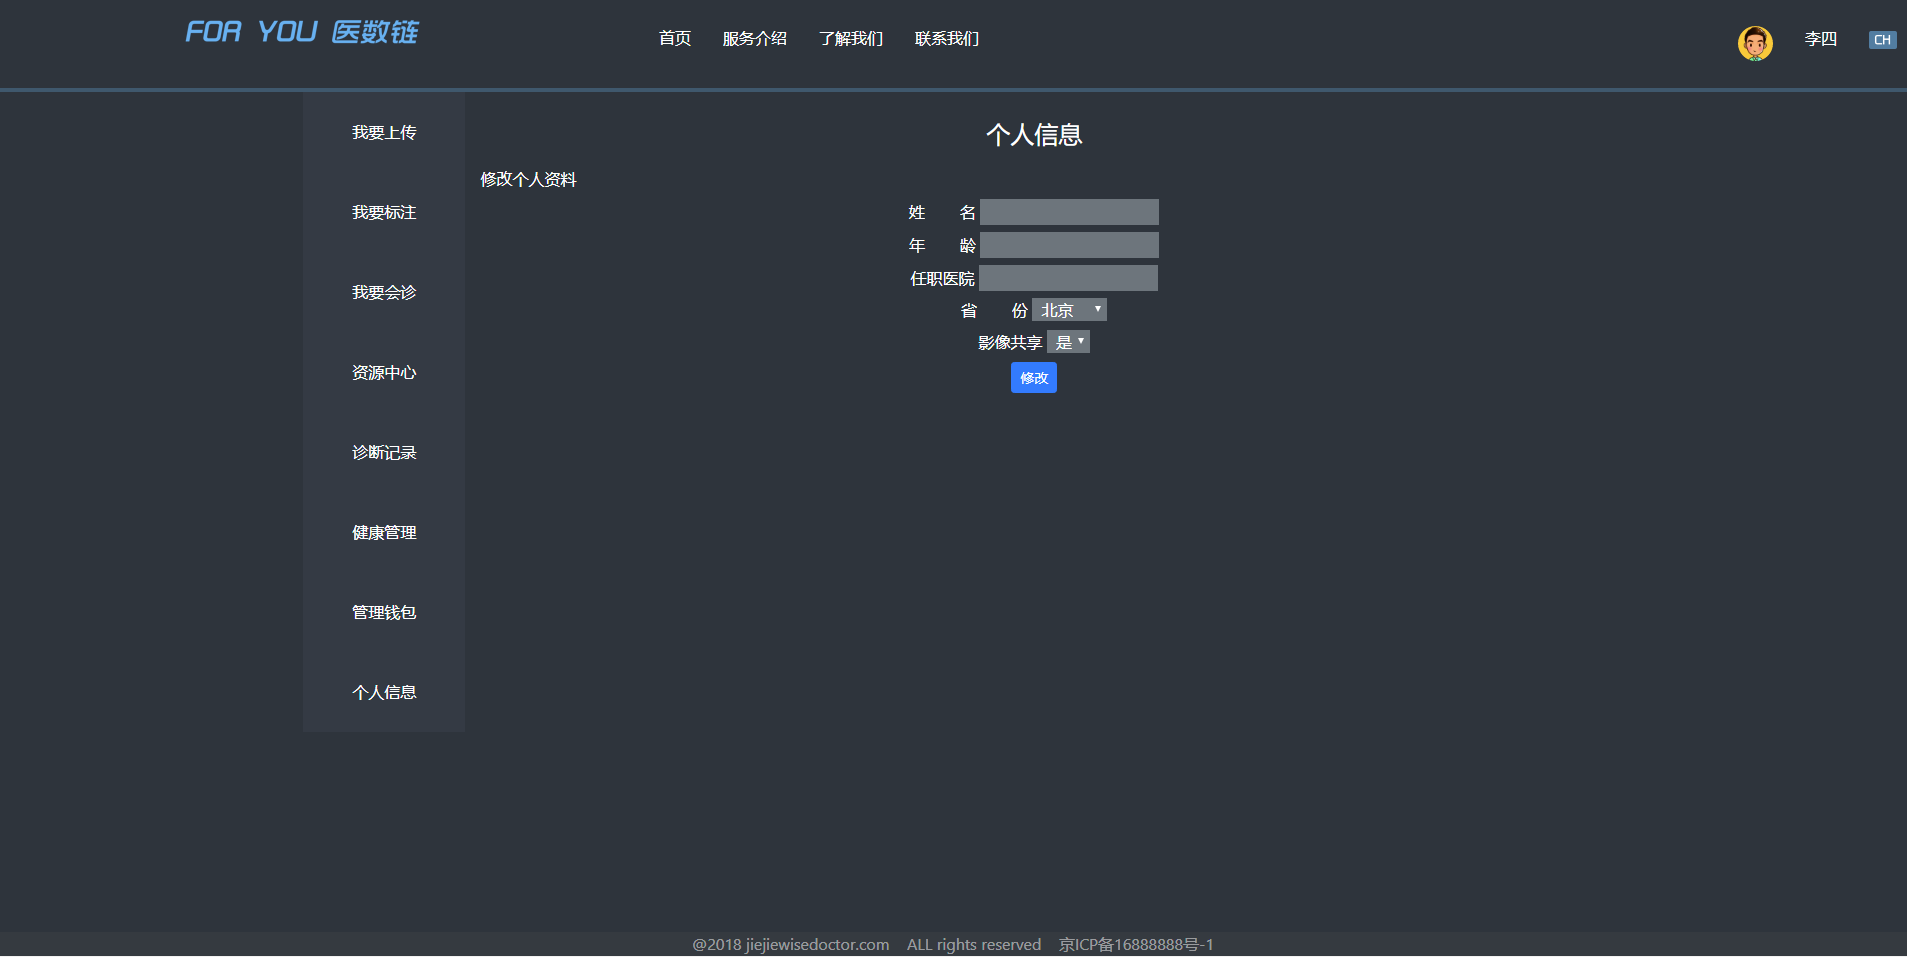 FOR YOU 医数链
首页 服务介绍 了解我们 联系我们
李四 CH
我要上传
我要标注
我要会诊
资源中心
诊断记录
健康管理
管理钱包
个人信息
个人信息
修改个人资料
姓 名
年 龄
任职医院
省 份 北京
影像共享 是
修改
@2018 jiejiewisedoctor.com ALL rights reserved 京ICP备16888888号-1